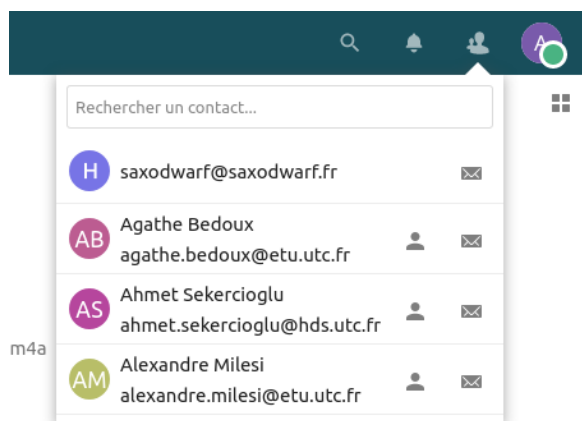 A
Rechercher un contact...
H
saxodwarf@saxodwarf.fr
AB
Agathe Bedoux
agathe.bedoux@etu.utc.fr
AS
Ahmet Sekercioglu
ahmet.sekercioglu@hds.utc.fr
m4a
AM
Alexandre Milesi
alexandre.milesi@etu.utc.fr